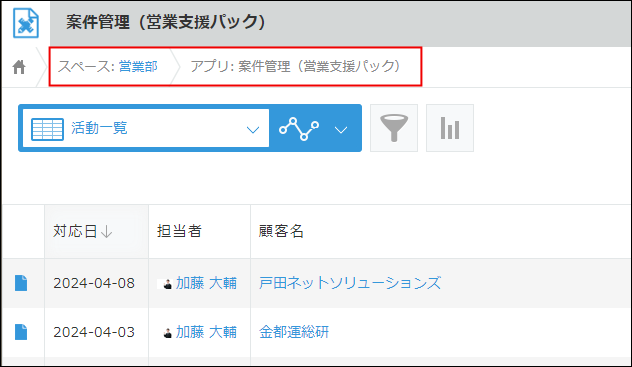 案件管理（営業支援パック）
スペース: 営業部 アプリ: 案件管理（営業支援パック）
活動一覧
対応日↓ 担当者 顧客名
2024-04-08 加藤 大輔 戸田ネットソリューションズ
2024-04-03 加藤 大輔 金都運総研